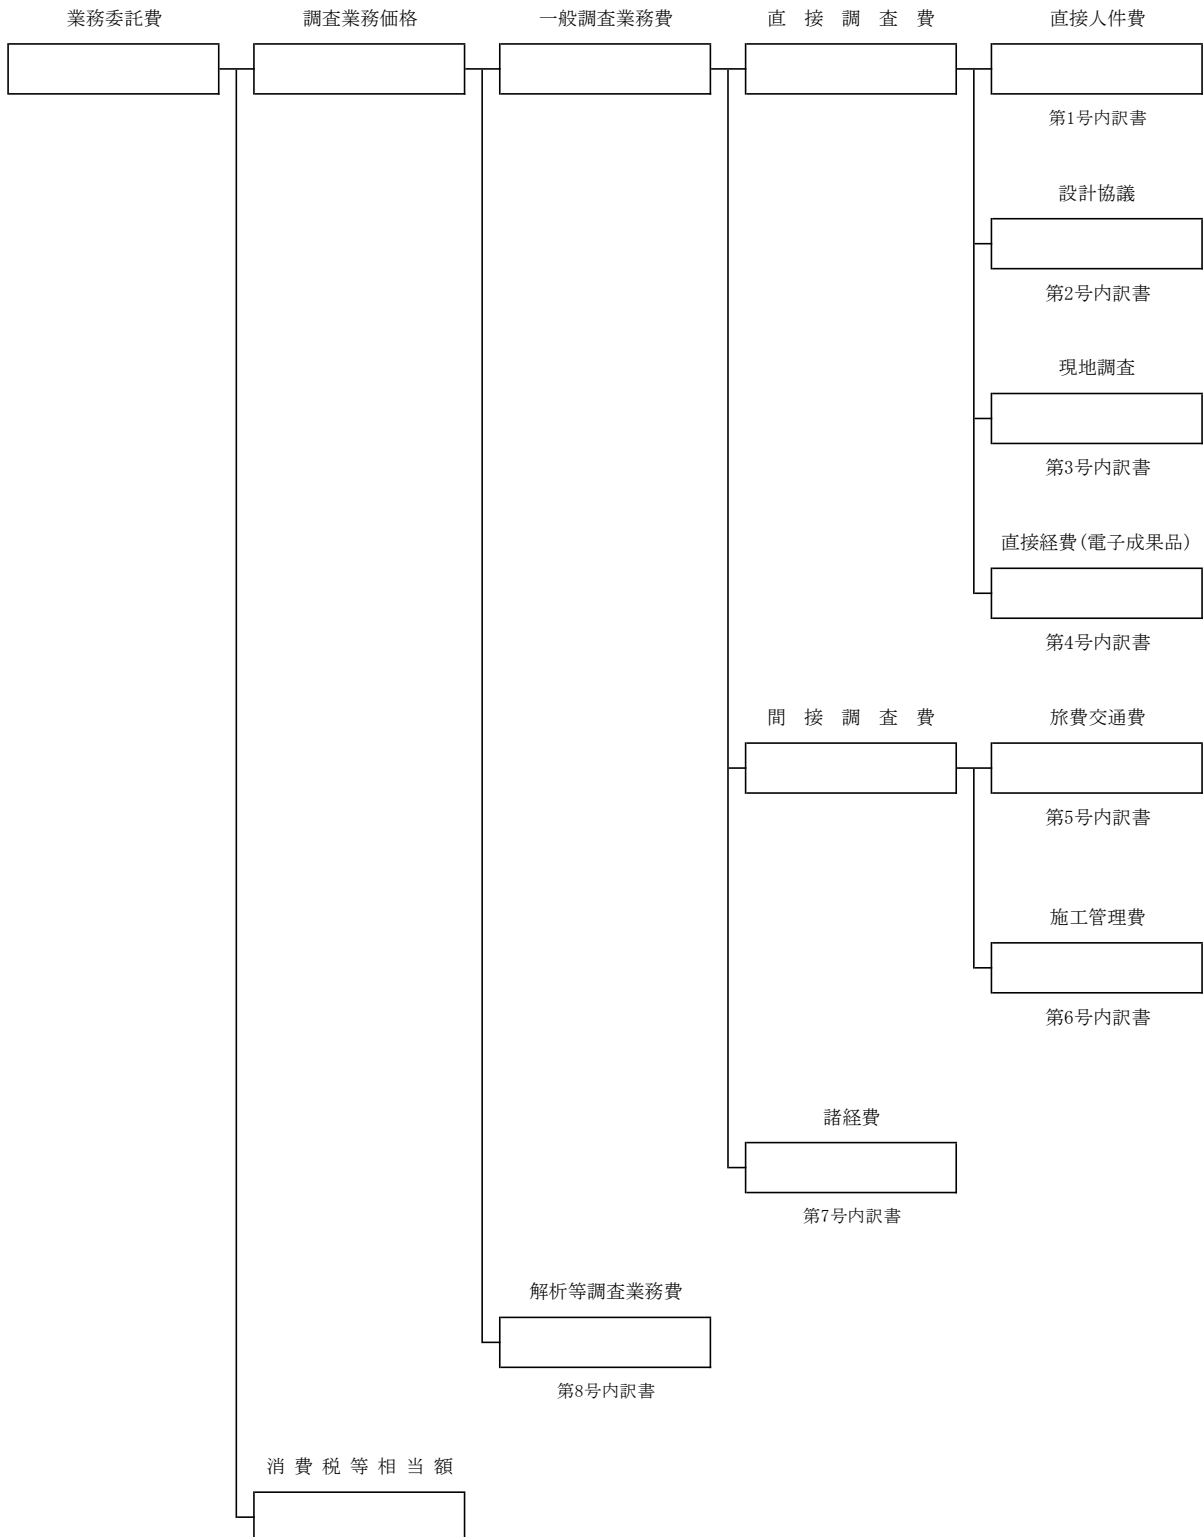 業務委託費 調査業務価格 一般調査業務費 直接調査費 直接人件費
第1号内訳書
設計協議
第2号内訳書
現地調査
第3号内訳書
直接経費(電子成果品)
第4号内訳書
間接調査費 旅費交通費
第5号内訳書
施工管理費
第6号内訳書
諸経費
第7号内訳書
解析等調査業務費
第8号内訳書
消費税等相当額